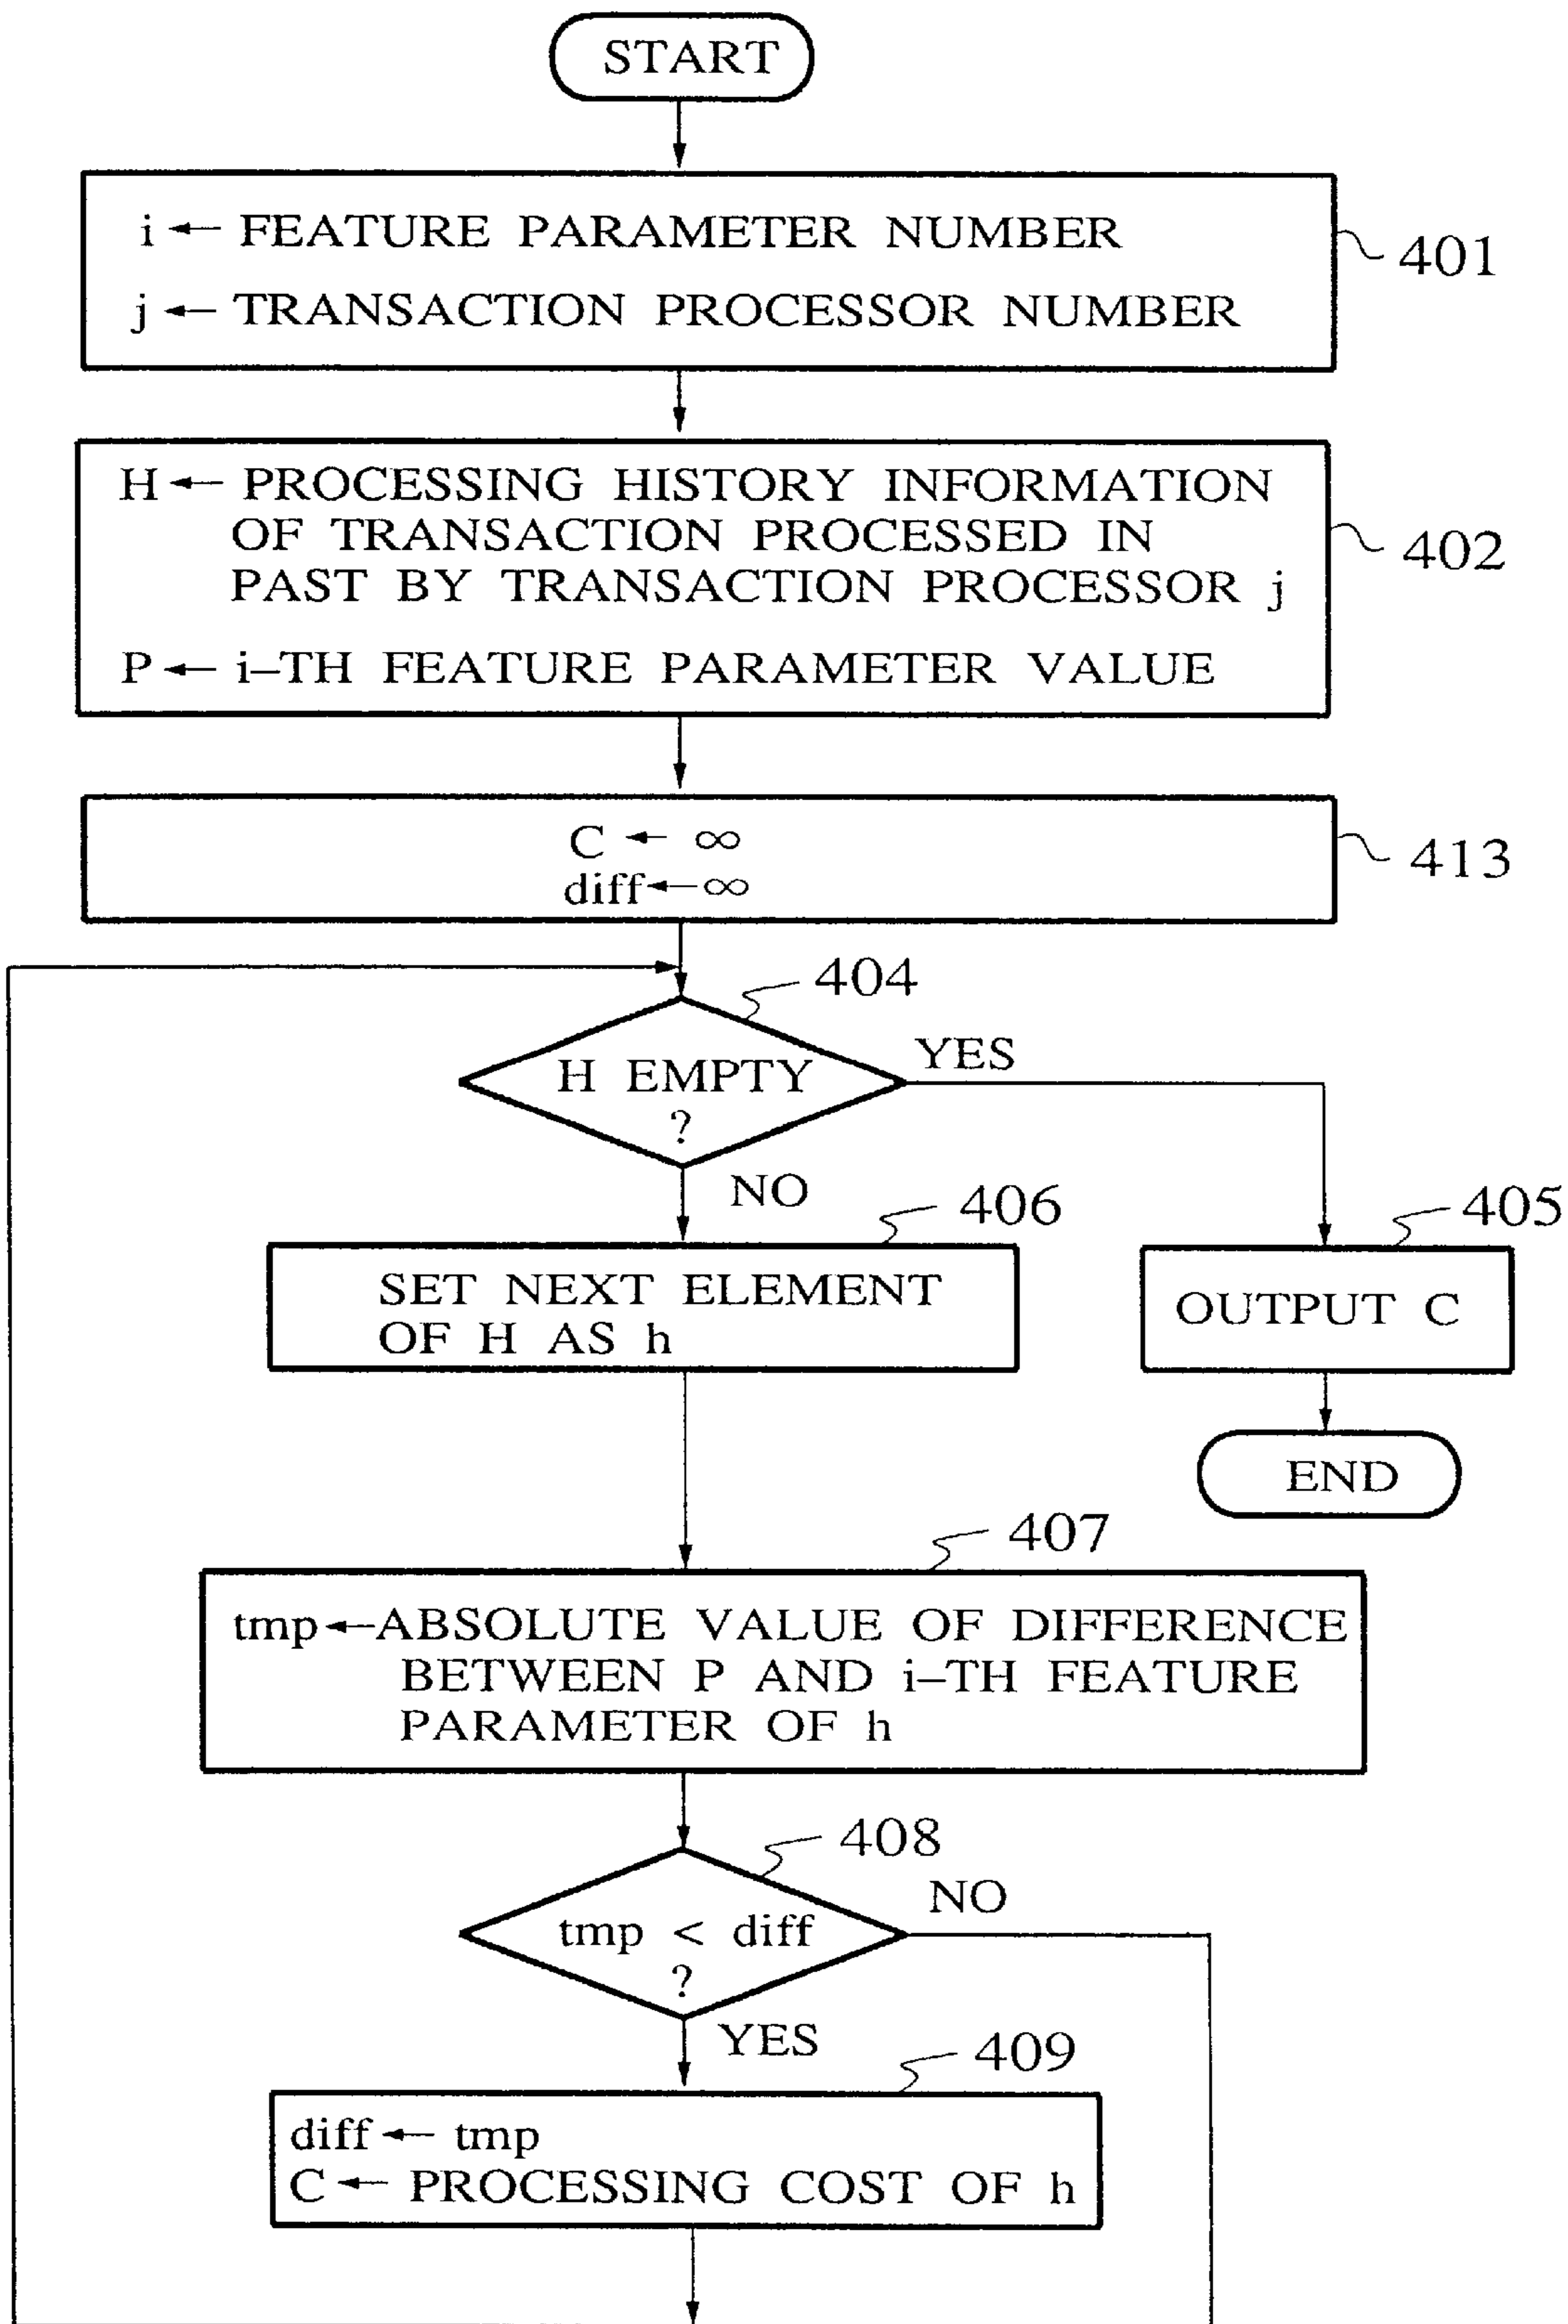 START
i ← FEATURE PARAMETER NUMBER
j ← TRANSACTION PROCESSOR NUMBER
401
H ← PROCESSING HISTORY INFORMATION
OF TRANSACTION PROCESSED IN
PAST BY TRANSACTION PROCESSOR j
P ← i–TH FEATURE PARAMETER VALUE
402
C ← ∞
diff ← ∞
413
404
H EMPTY
?
YES
NO
406
SET NEXT ELEMENT
OF H AS h
405
OUTPUT C
END
407
tmp ← ABSOLUTE VALUE OF DIFFERENCE
BETWEEN P AND i–TH FEATURE
PARAMETER OF h
408
tmp < diff
?
NO
YES
409
diff ← tmp
C ← PROCESSING COST OF h